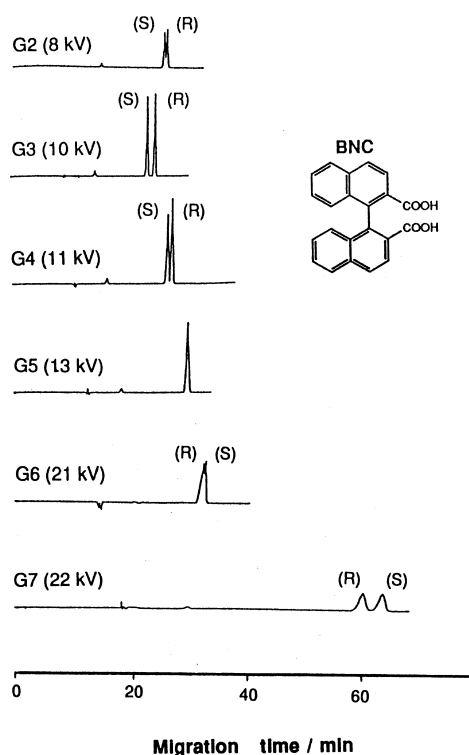 (S) (R)
G2 (8 kV)
(S) (R)
G3 (10 kV)
BNC
COOH
COOH
(S) (R)
G4 (11 kV)
G5 (13 kV)
(R) (S)
G6 (21 kV)
(R) (S)
G7 (22 kV)
0 20 40 60
Migration time / min